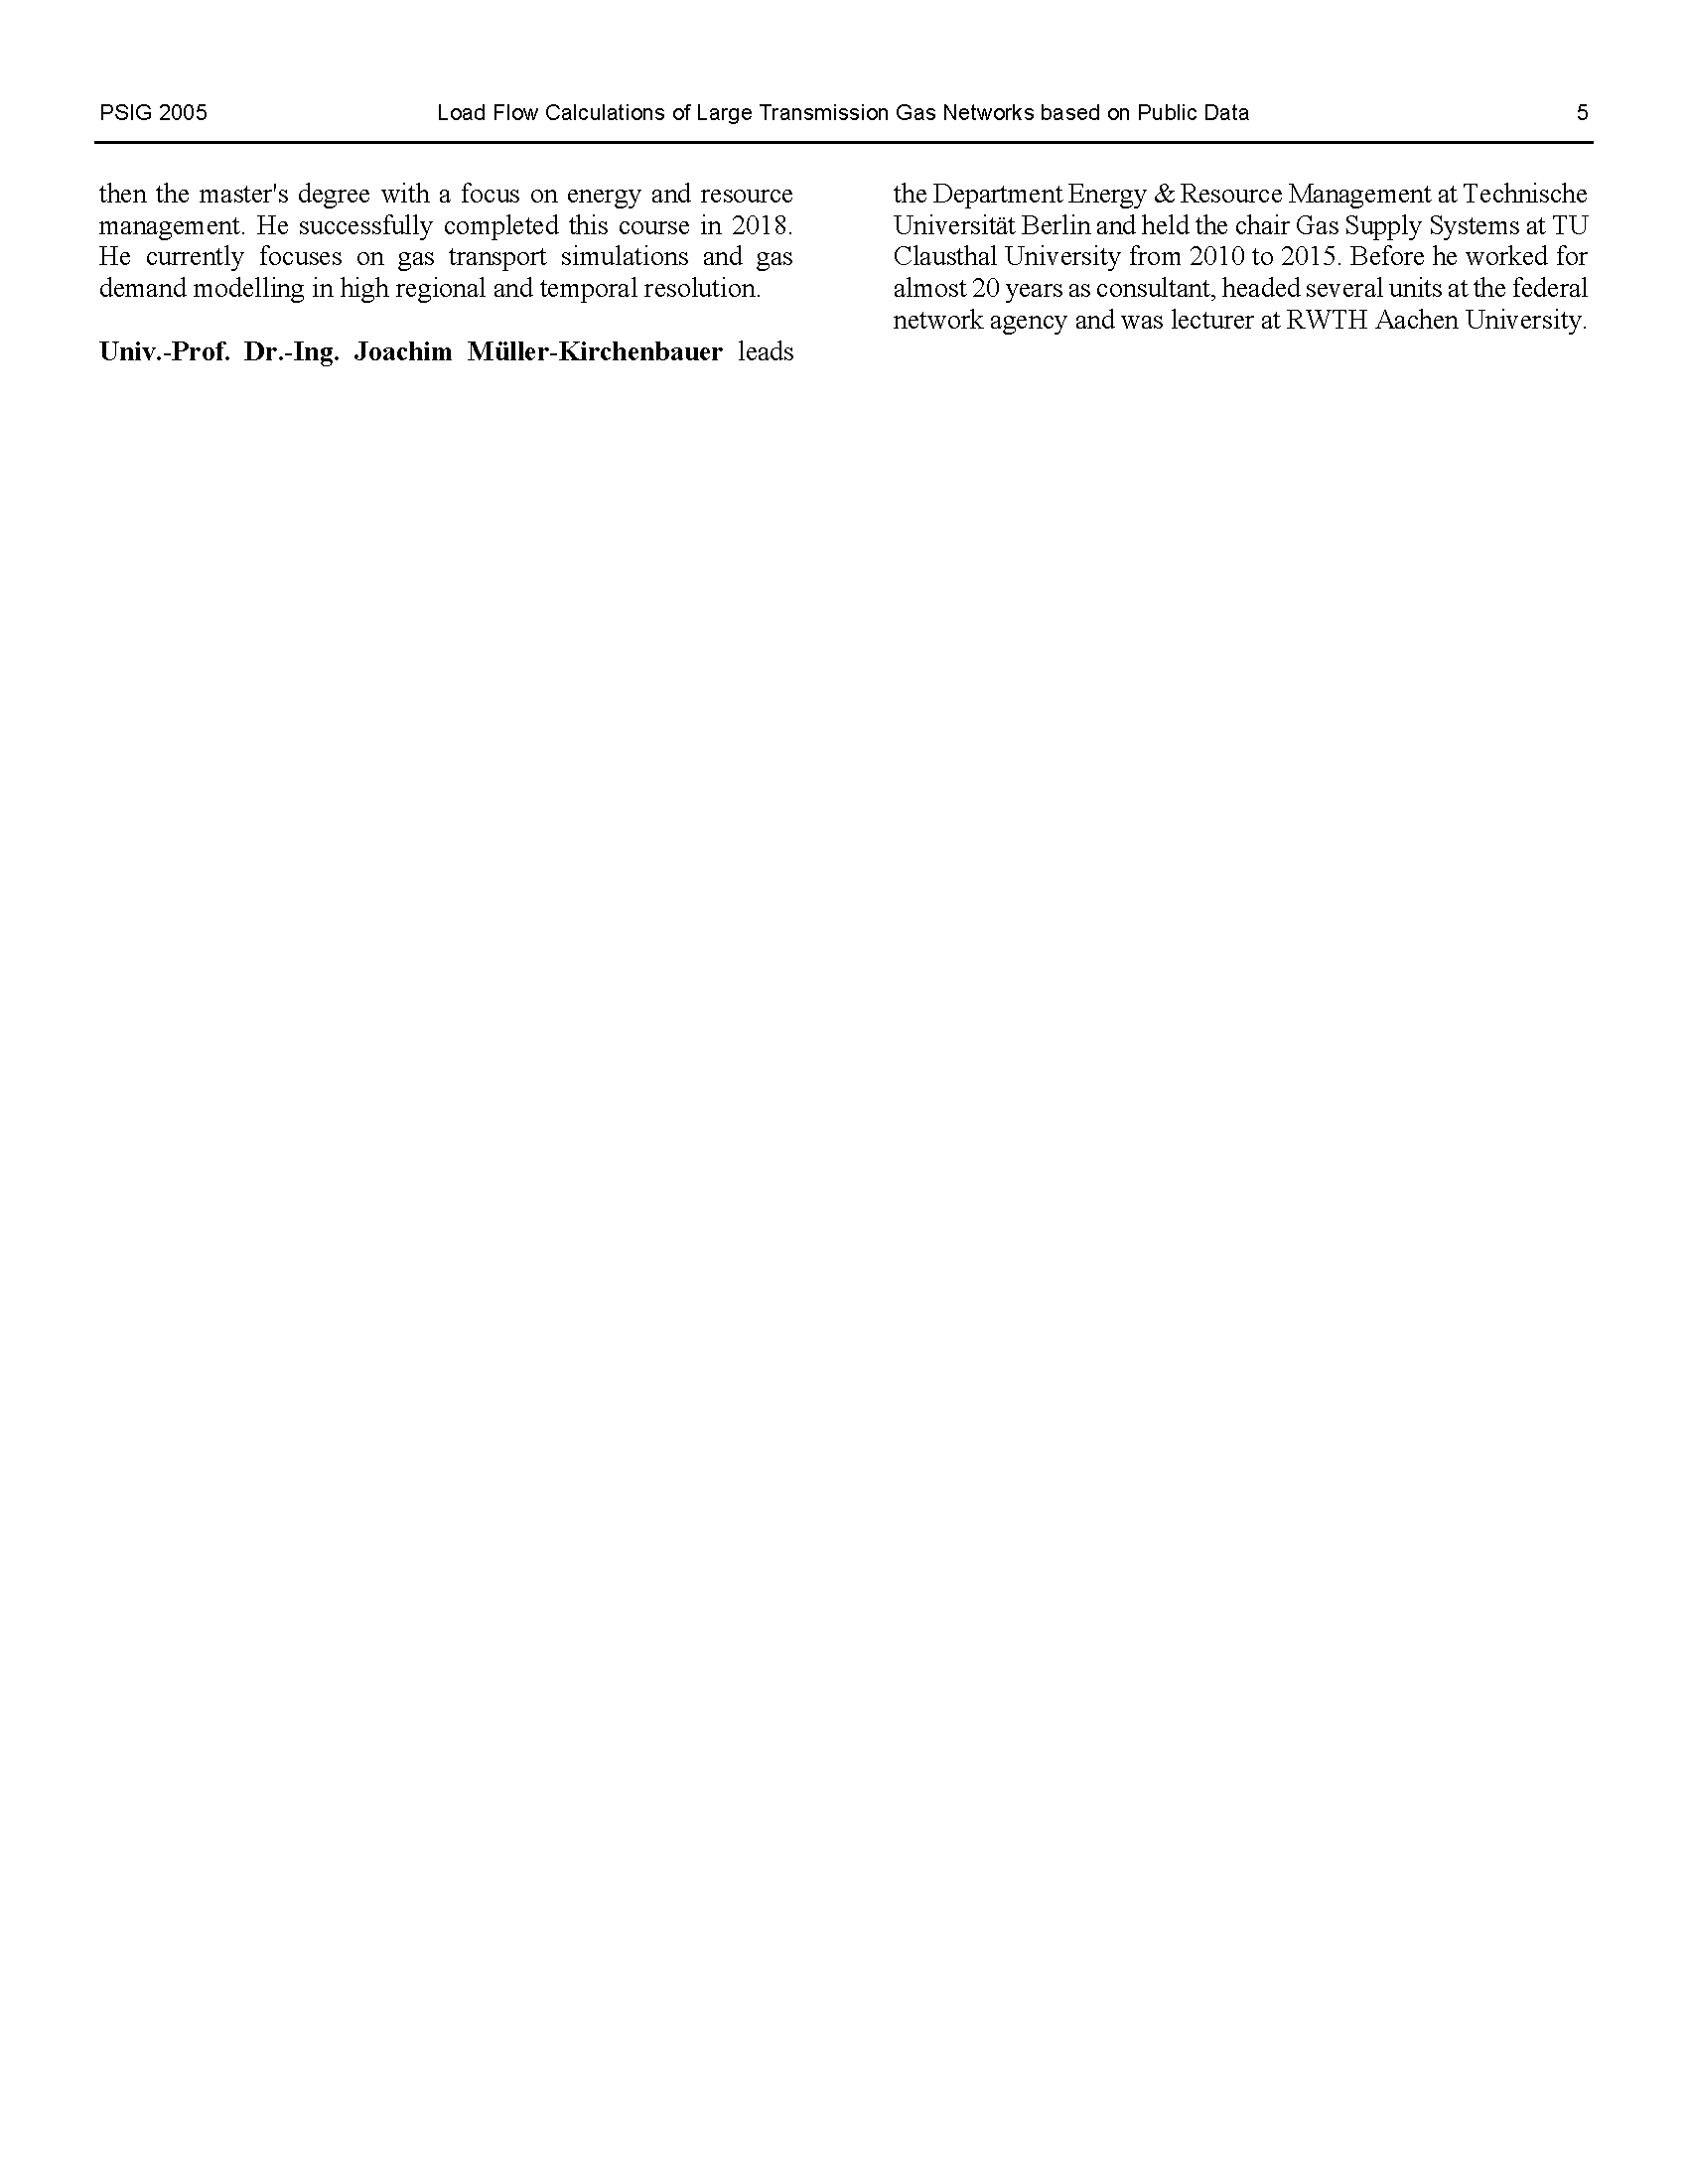 PSIG 2005 Load Flow Calculations of Large Transmission Gas Networks based on Public Data 5
then the master's degree with a focus on energy and resource
management. He successfully completed this course in 2018.
He currently focuses on gas transport simulations and gas
demand modelling in high regional and temporal resolution.
Univ.-Prof. Dr.-Ing. Joachim Müller-Kirchenbauer leads
the Department Energy & Resource Management at Technische
Universität Berlin and held the chair Gas Supply Systems at TU
Clausthal University from 2010 to 2015. Before he worked for
almost 20 years as consultant, headed several units at the federal
network agency and was lecturer at RWTH Aachen University.